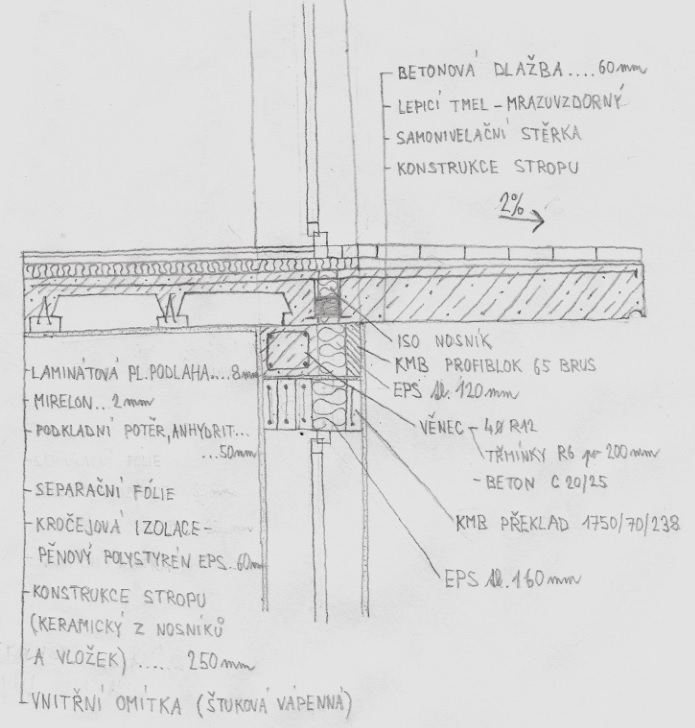 BETONOVÁ DLAŽBA....60mm
LEPICÍ TMEL - MRAZUVZDORNÝ
SAMONIVELAČNÍ STĚRKA
KONSTRUKCE STROPU
2%
ISO NOSNÍK
KMB PROFIBLOK 65 BRUS
EPS tl. 120mm
VĚNEC - 4Ø R12
TŘMÍNKY R6 po 200mm
- BETON C 20/25
KMB PŘEKLAD 1750/70/238
EPS tl. 160mm
LAMINÁTOVÁ PL. PODLAHA....8mm
MIRELON...2mm
PODKLADNÍ POTĚR, ANHYDRIT...
...50mm
SEPARAČNÍ FÓLIE
KROČEJOVÁ IZOLACE -
PĚNOVÝ POLYSTYRÉN EPS..60m
KONSTRUKCE STROPU
(KERAMICKÝ Z NOSNÍKŮ
A VLOŽEK).... 250mm
VNITŘNÍ OMÍTKA (ŠTUKOVÁ VÁPENNÁ)